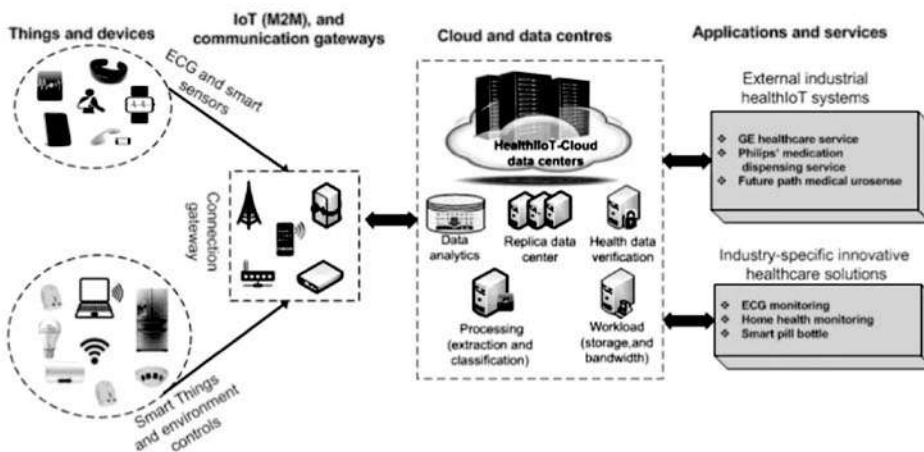 Things and devices
IoT (M2M), and
communication gateways
Cloud and data centres
Applications and services
ECG and smart
sensors
Connection
gateway
Smart Things
and environment
controls
HealthIIoT-Cloud
data centers
Data
analytics
Replica data
center
Health data
verification
Processing
(extraction and
classification)
Workload
(storage,and
bandwidth)
External industrial
healthIoT systems
❖ GE healthcare service
❖ Philips' medication
dispensing service
❖ Future path medical urosense
Industry-specific innovative
healthcare solutions
❖ ECG monitoring
❖ Home health monitoring
❖ Smart pill bottle